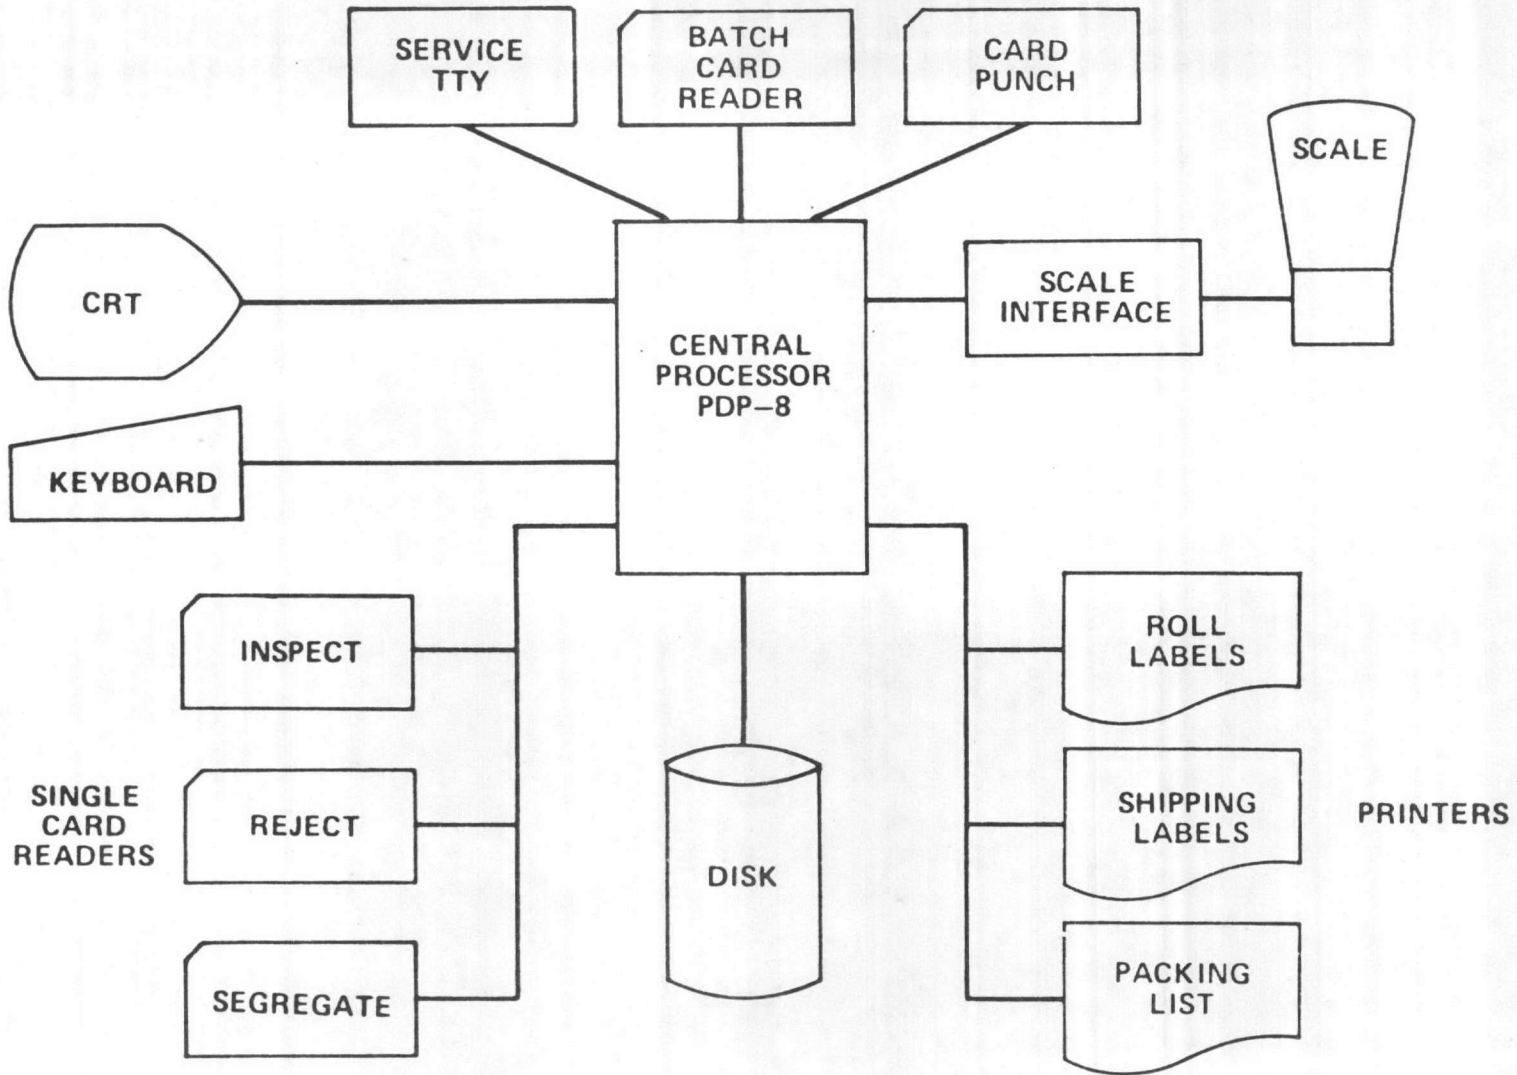 SERVICE
TTY
BATCH
CARD
READER
CARD
PUNCH
SCALE
CRT
SCALE
INTERFACE
CENTRAL
PROCESSOR
PDP–8
KEYBOARD
INSPECT
ROLL
LABELS
SINGLE
CARD
READERS
REJECT
SHIPPING
LABELS
PRINTERS
DISK
SEGREGATE
PACKING
LIST